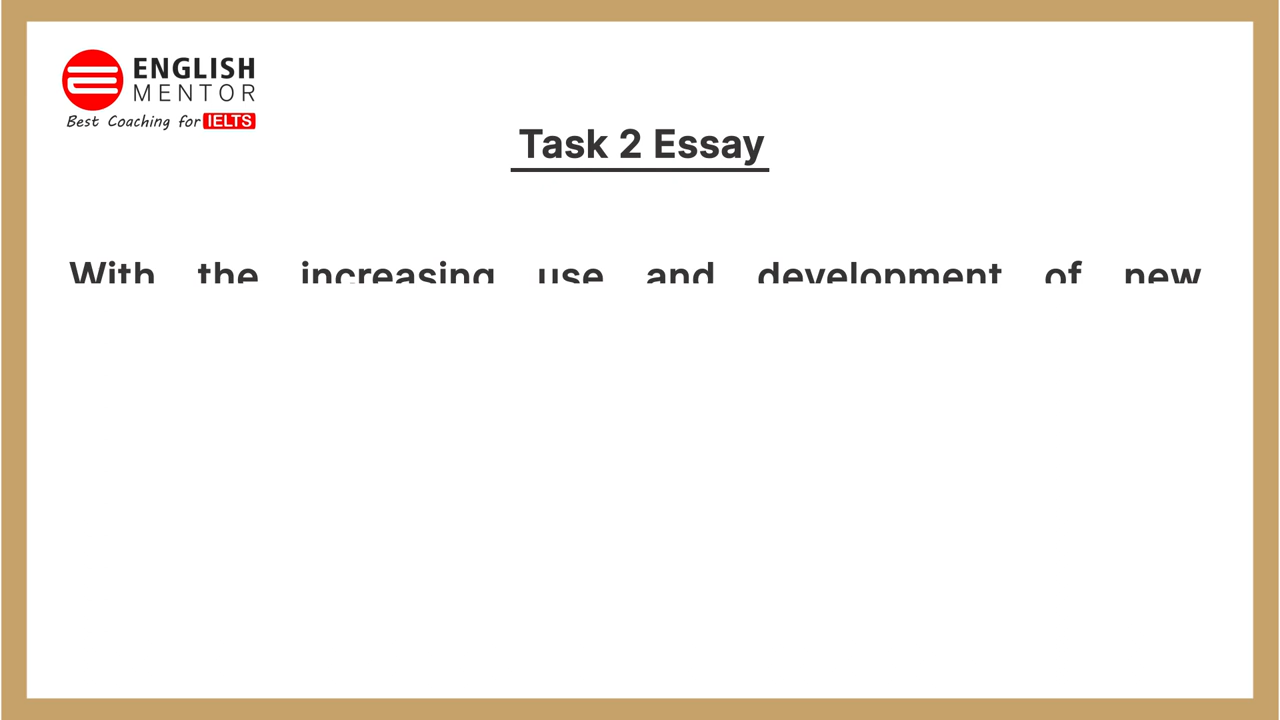 ENGLISH
MENTOR
Best Coaching for IELTS
Task 2 Essay
With the increasing use and development of new